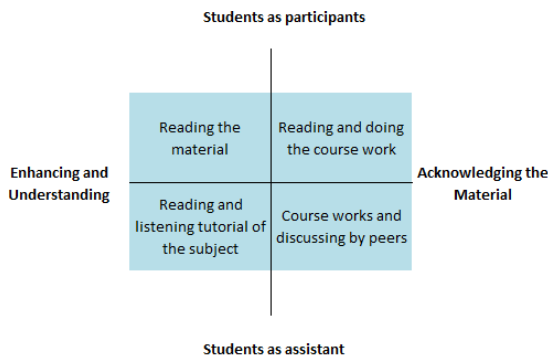 Students as participants
Reading the
material
Reading and doing
the course work
Enhancing and
Understanding
Acknowledging the
Material
Reading and
listening tutorial of
the subject
Course works and
discussing by peers
Students as assistant